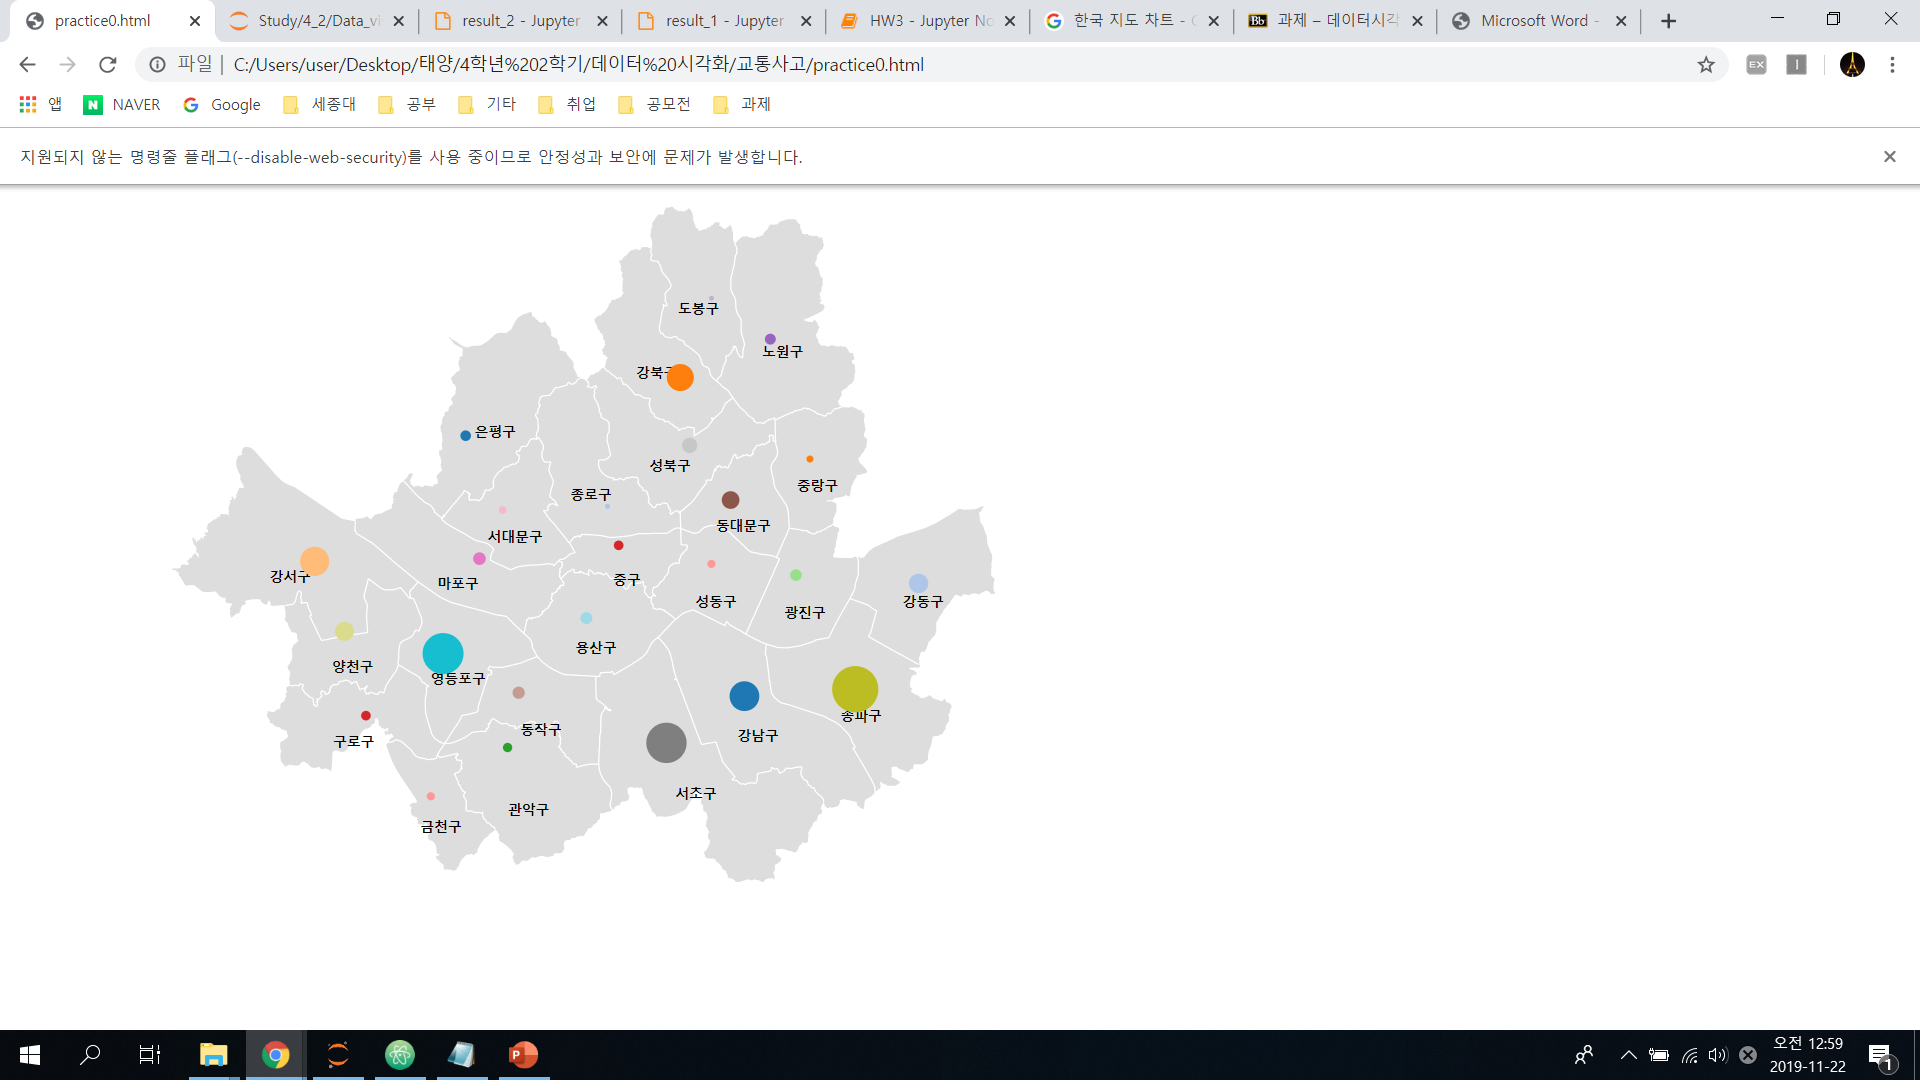 practice0.html
Study/4_2/Data_vi
result_2 - Jupyter
result_1 - Jupyter
HW3 - Jupyter No
한국 지도 차트 - G
Bb 과제 – 데이터시각
Microsoft Word -
파일 | C:/Users/user/Desktop/태양/4학년%202학기/데이터%20시각화/교통사고/practice0.html
EX
앱
N NAVER
G Google
세종대
공부
기타
취업
공모전
과제
지원되지 않는 명령줄 플래그(--disable-web-security)를 사용 중이므로 안정성과 보안에 문제가 발생합니다.
도봉구
노원구
강북구
은평구
성북구
중랑구
종로구
동대문구
서대문구
강서구
마포구
중구
성동구
광진구
강동구
용산구
양천구
영등포구
송파구
동작구
강남구
구로구
서초구
관악구
금천구
오전 12:59
2019-11-22
1